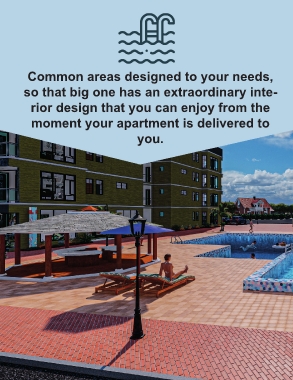 Common areas designed to your needs,
so that big one has an extraordinary inte-
rior design that you can enjoy from the
moment your apartment is delivered to
you.